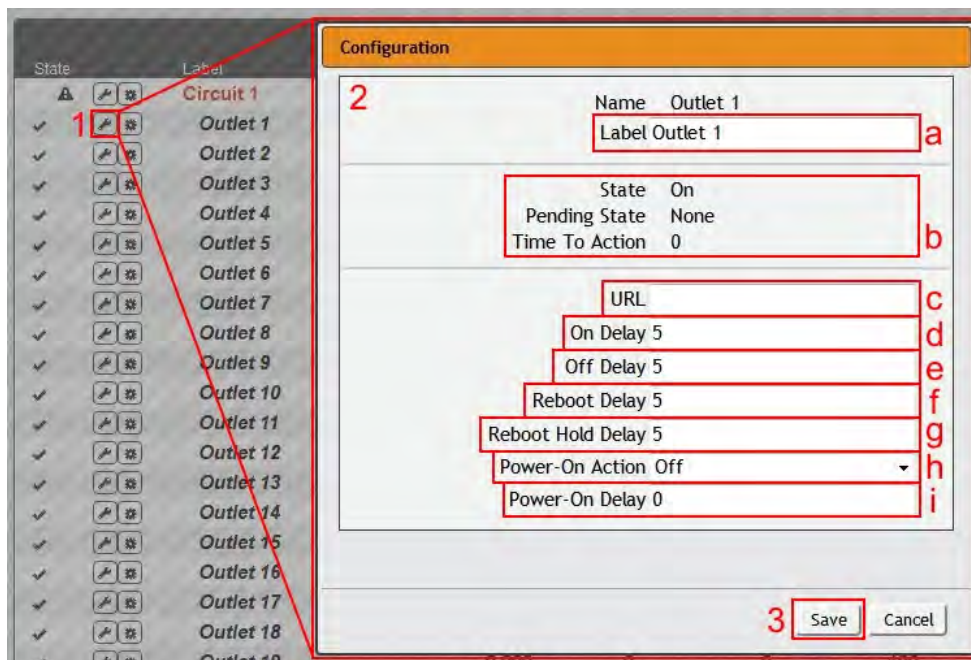 State Label
Circuit 1
1 Outlet 1
Outlet 2
Outlet 3
Outlet 4
Outlet 5
Outlet 6
Outlet 7
Outlet 8
Outlet 9
Outlet 10
Outlet 11
Outlet 12
Outlet 13
Outlet 14
Outlet 15
Outlet 16
Outlet 17
Outlet 18
Configuration
2
Name Outlet 1
Label Outlet 1 a
State On
Pending State None
Time To Action 0 b
URL c
On Delay 5 d
Off Delay 5 e
Reboot Delay 5 f
Reboot Hold Delay 5 g
Power-On Action Off h
Power-On Delay 0 i
3 Save Cancel